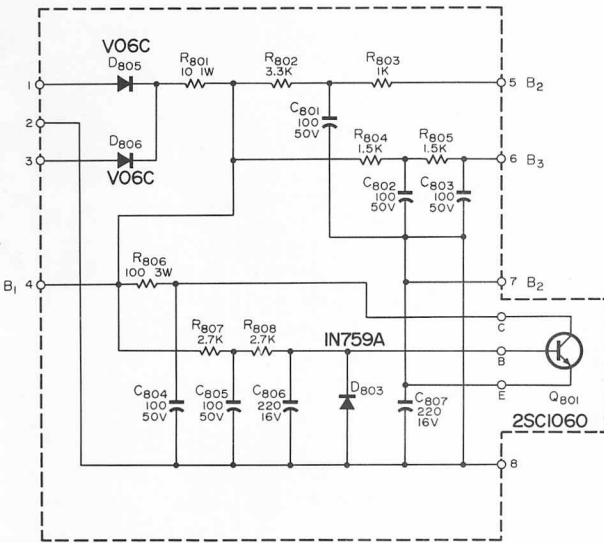 V06C
D805
R801
10 1W
R802
3.3K
R803
1K
1
5 B2
2
C801
100
50V
D806
R804
1.5K
R805
1.5K
3
6 B3
V06C
C802
100
50V
C803
100
50V
R806
100 3W
B1 4
7 B2
C
R807
2.7K
R808
2.7K
IN759A
B
D803
C804
100
50V
C805
100
50V
C806
220
16V
C807
220
16V
E
Q801
2SC1060
8